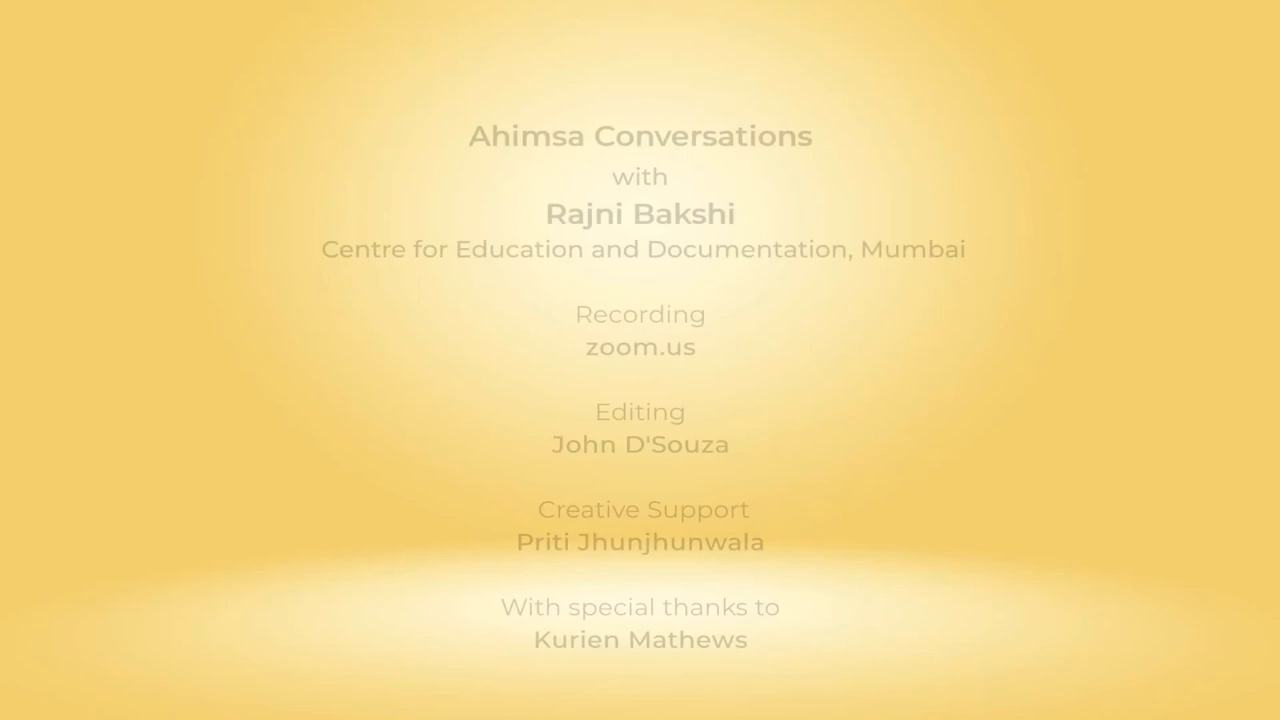 Ahimsa Conversations
with
Rajni Bakshi
Centre for Education and Documentation, Mumbai
Recording
zoom.us
Editing
John D'Souza
Creative Support
Priti Jhunjhunwala
With special thanks to
Kurien Mathews